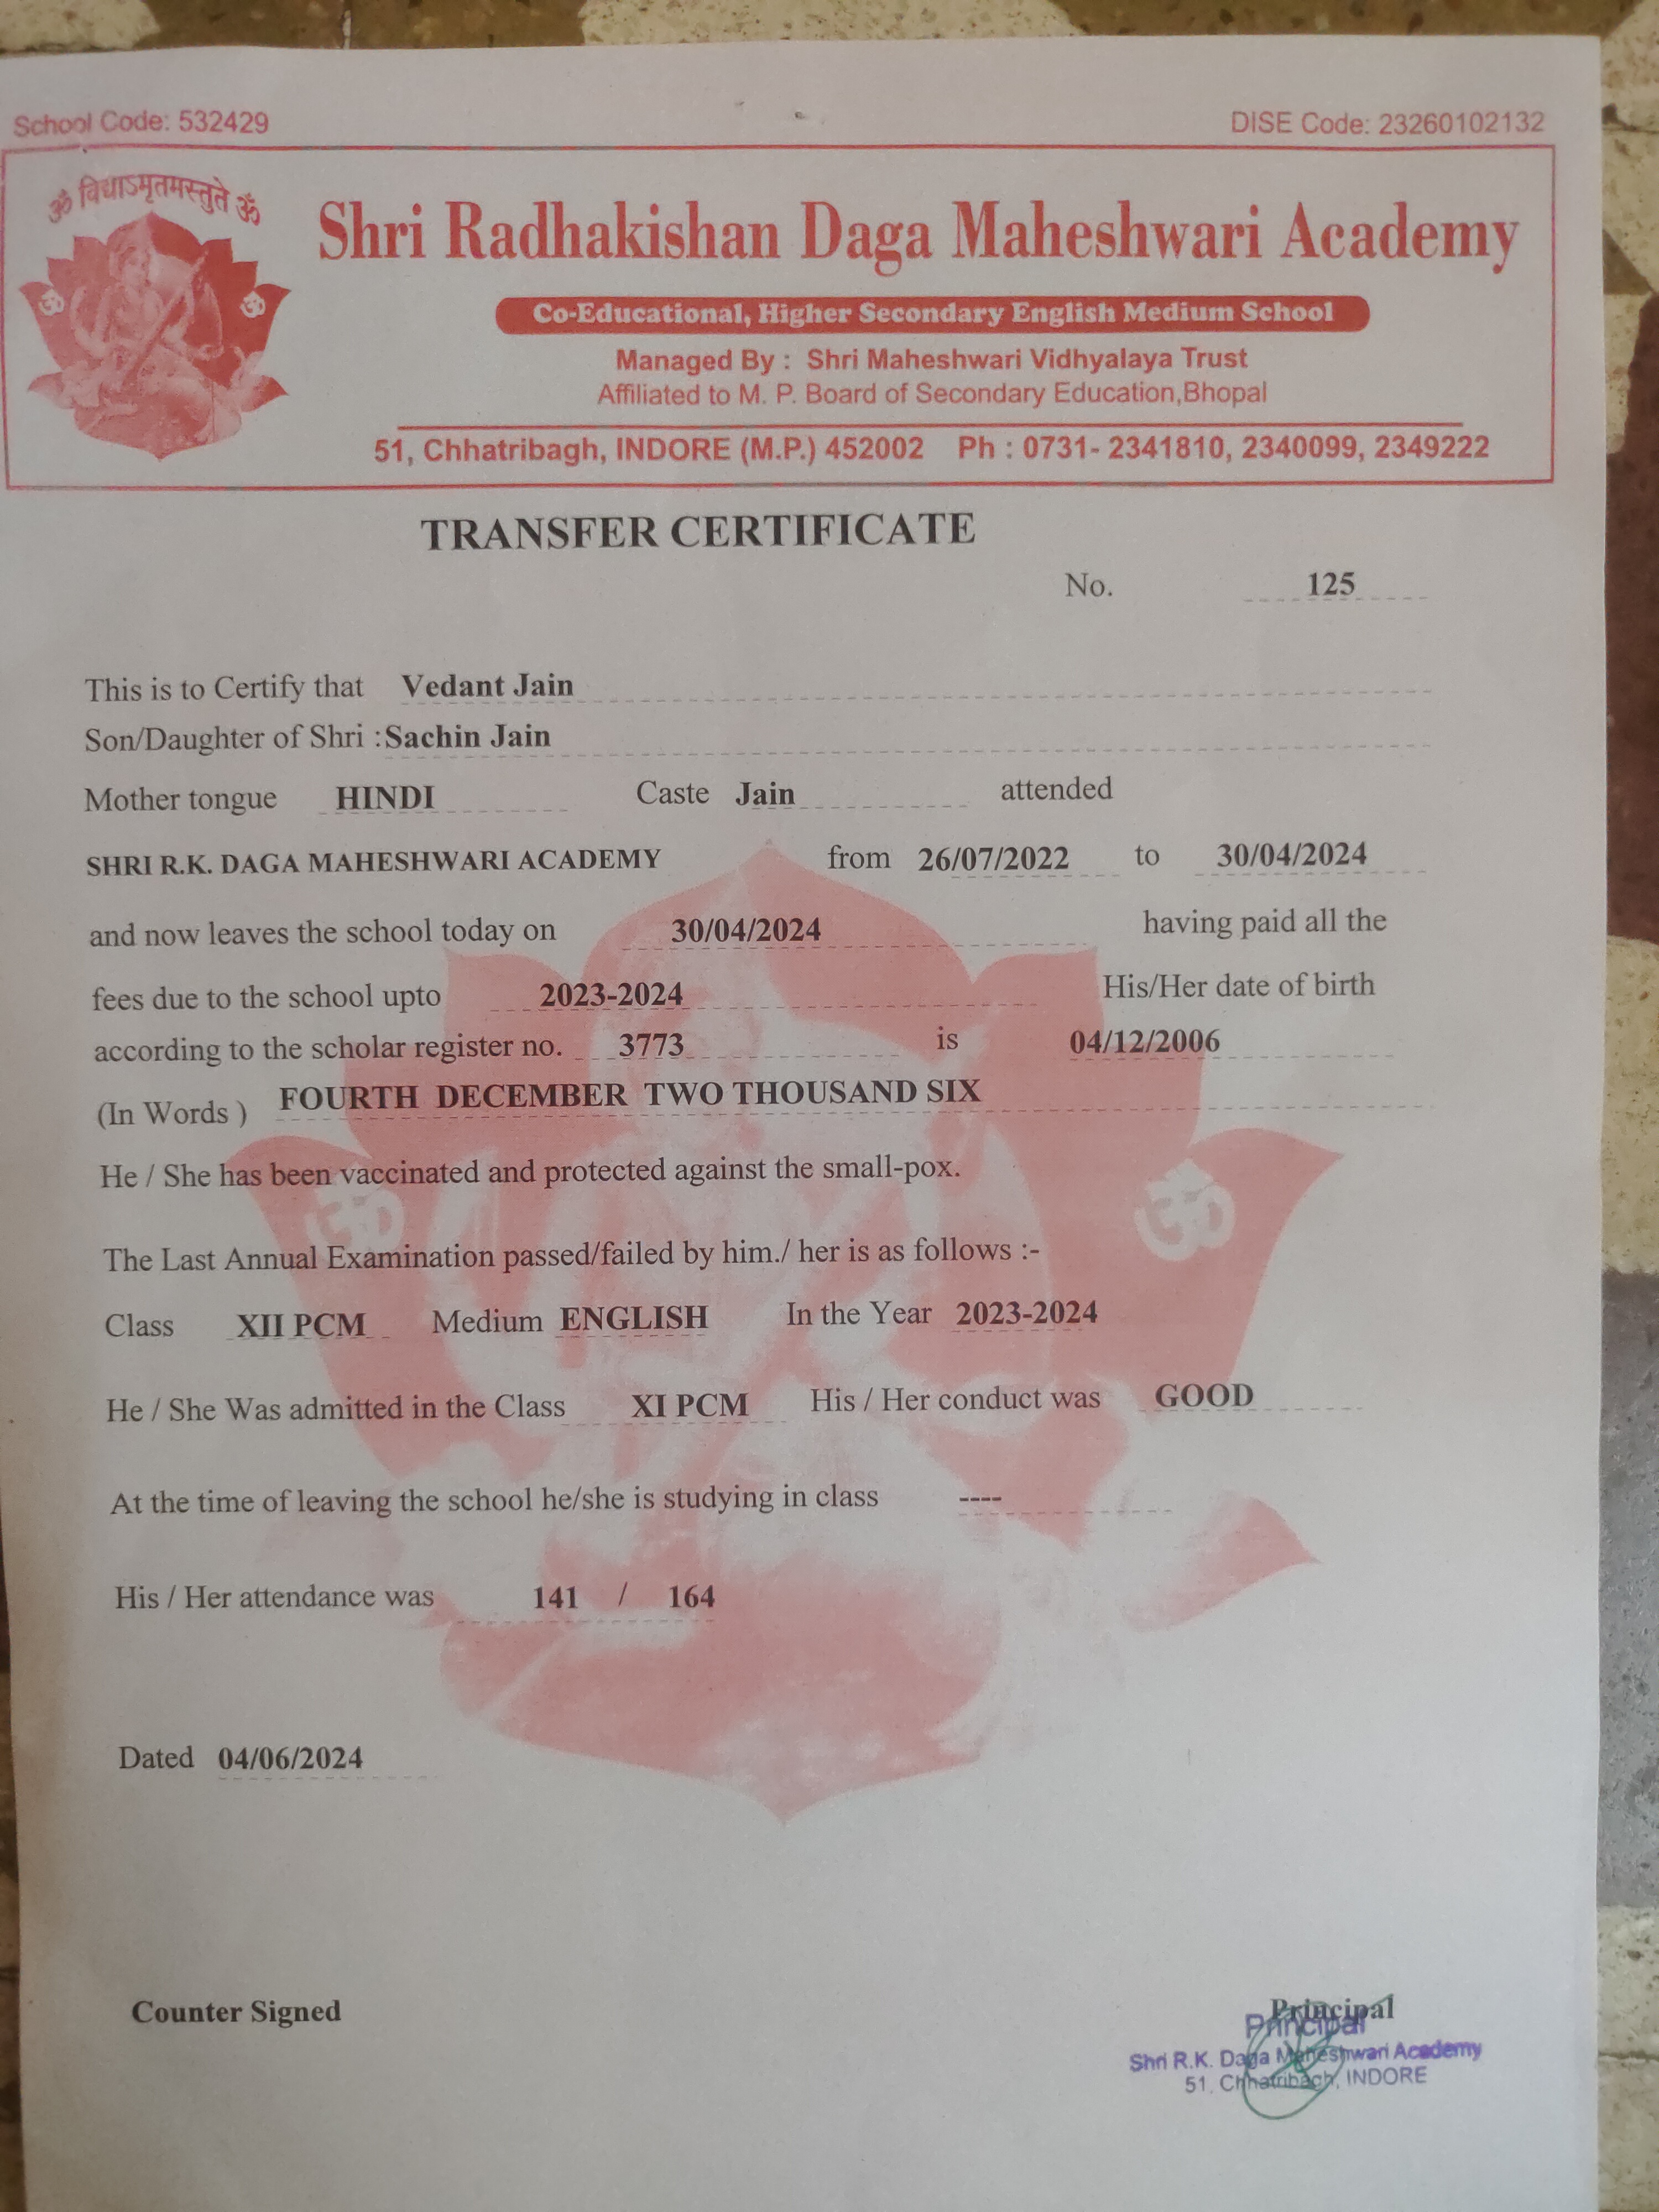 School Code: 532429 DISE Code: 23260102132
ॐ विद्याऽमृतमस्तुते ॐ
Shri Radhakishan Daga Maheshwari Academy
Co-Educational, Higher Secondary English Medium School
Managed By : Shri Maheshwari Vidhyalaya Trust
Affiliated to M. P. Board of Secondary Education,Bhopal
51, Chhatribagh, INDORE (M.P.) 452002 Ph : 0731- 2341810, 2340099, 2349222
TRANSFER CERTIFICATE
No. 125
This is to Certify that Vedant Jain
Son/Daughter of Shri :Sachin Jain
Mother tongue HINDI Caste Jain attended
SHRI R.K. DAGA MAHESHWARI ACADEMY from 26/07/2022 to 30/04/2024
and now leaves the school today on 30/04/2024 having paid all the
fees due to the school upto 2023-2024 His/Her date of birth
according to the scholar register no. 3773 is 04/12/2006
(In Words ) FOURTH DECEMBER TWO THOUSAND SIX
He / She has been vaccinated and protected against the small-pox.
The Last Annual Examination passed/failed by him./ her is as follows :-
Class XII PCM Medium ENGLISH In the Year 2023-2024
He / She Was admitted in the Class XI PCM His / Her conduct was GOOD
At the time of leaving the school he/she is studying in class ----
His / Her attendance was 141 / 164
Dated 04/06/2024
Counter Signed Principal
Principal
Shri R.K. Daga Maheshwari Academy
51, Chhatribach, INDORE